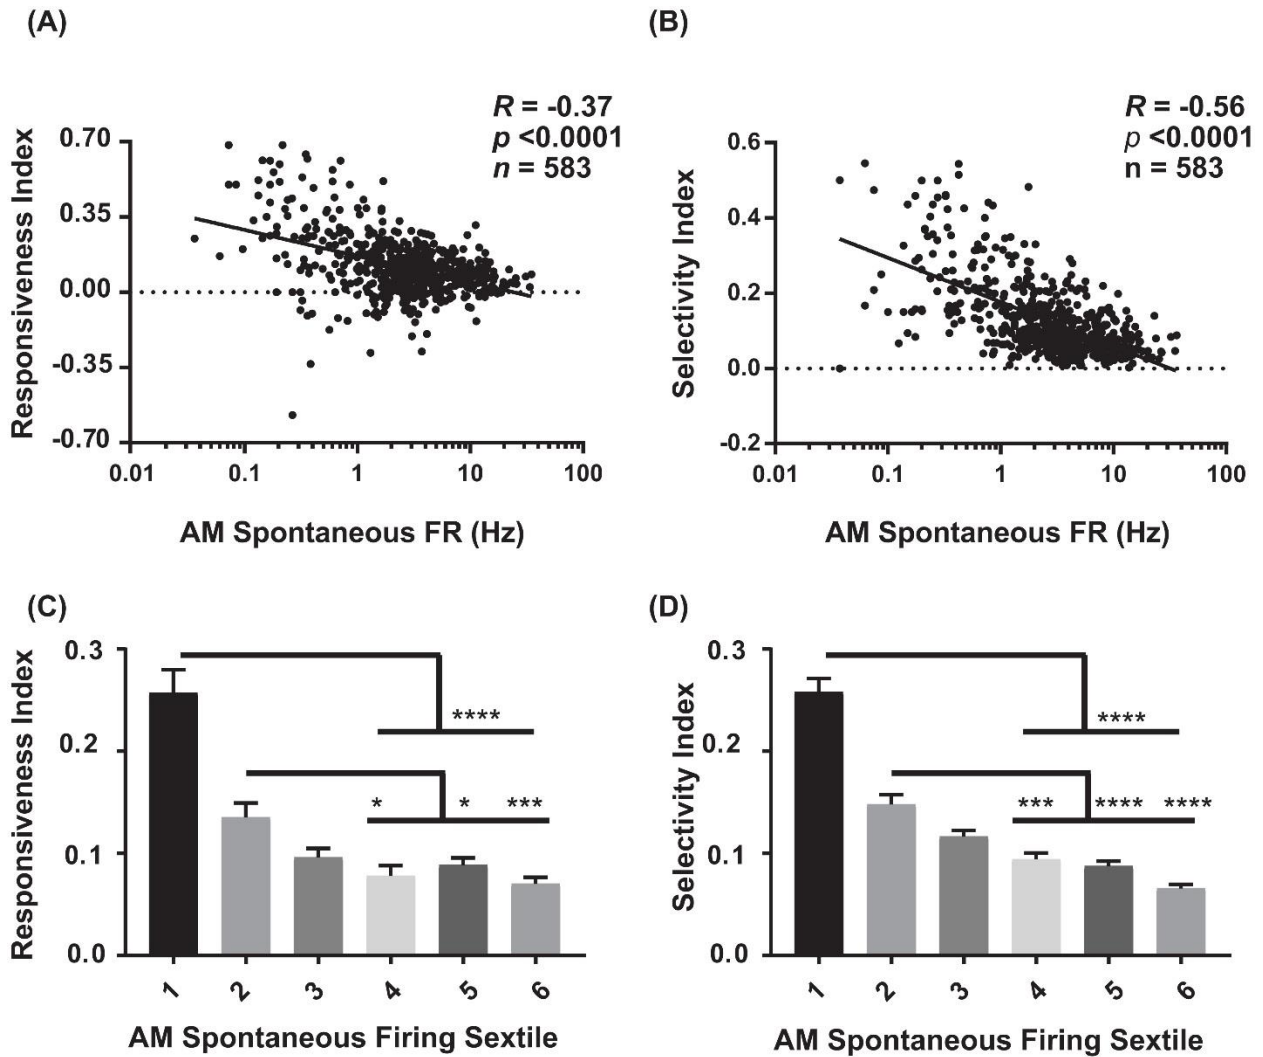 (A)
R = -0.37
p <0.0001
n = 583
Responsiveness Index
0.70
0.35
0.00
-0.35
-0.70
0.01 0.1 1 10 100
AM Spontaneous FR (Hz)
(B)
R = -0.56
p <0.0001
n = 583
Selectivity Index
0.6
0.4
0.2
0.0
-0.2
0.01 0.1 1 10 100
AM Spontaneous FR (Hz)
(C)
Responsiveness Index
0.3
0.2
0.1
0.0
****
* * ***
1 2 3 4 5 6
AM Spontaneous Firing Sextile
(D)
Selectivity Index
0.3
0.2
0.1
0.0
****
*** **** ****
1 2 3 4 5 6
AM Spontaneous Firing Sextile